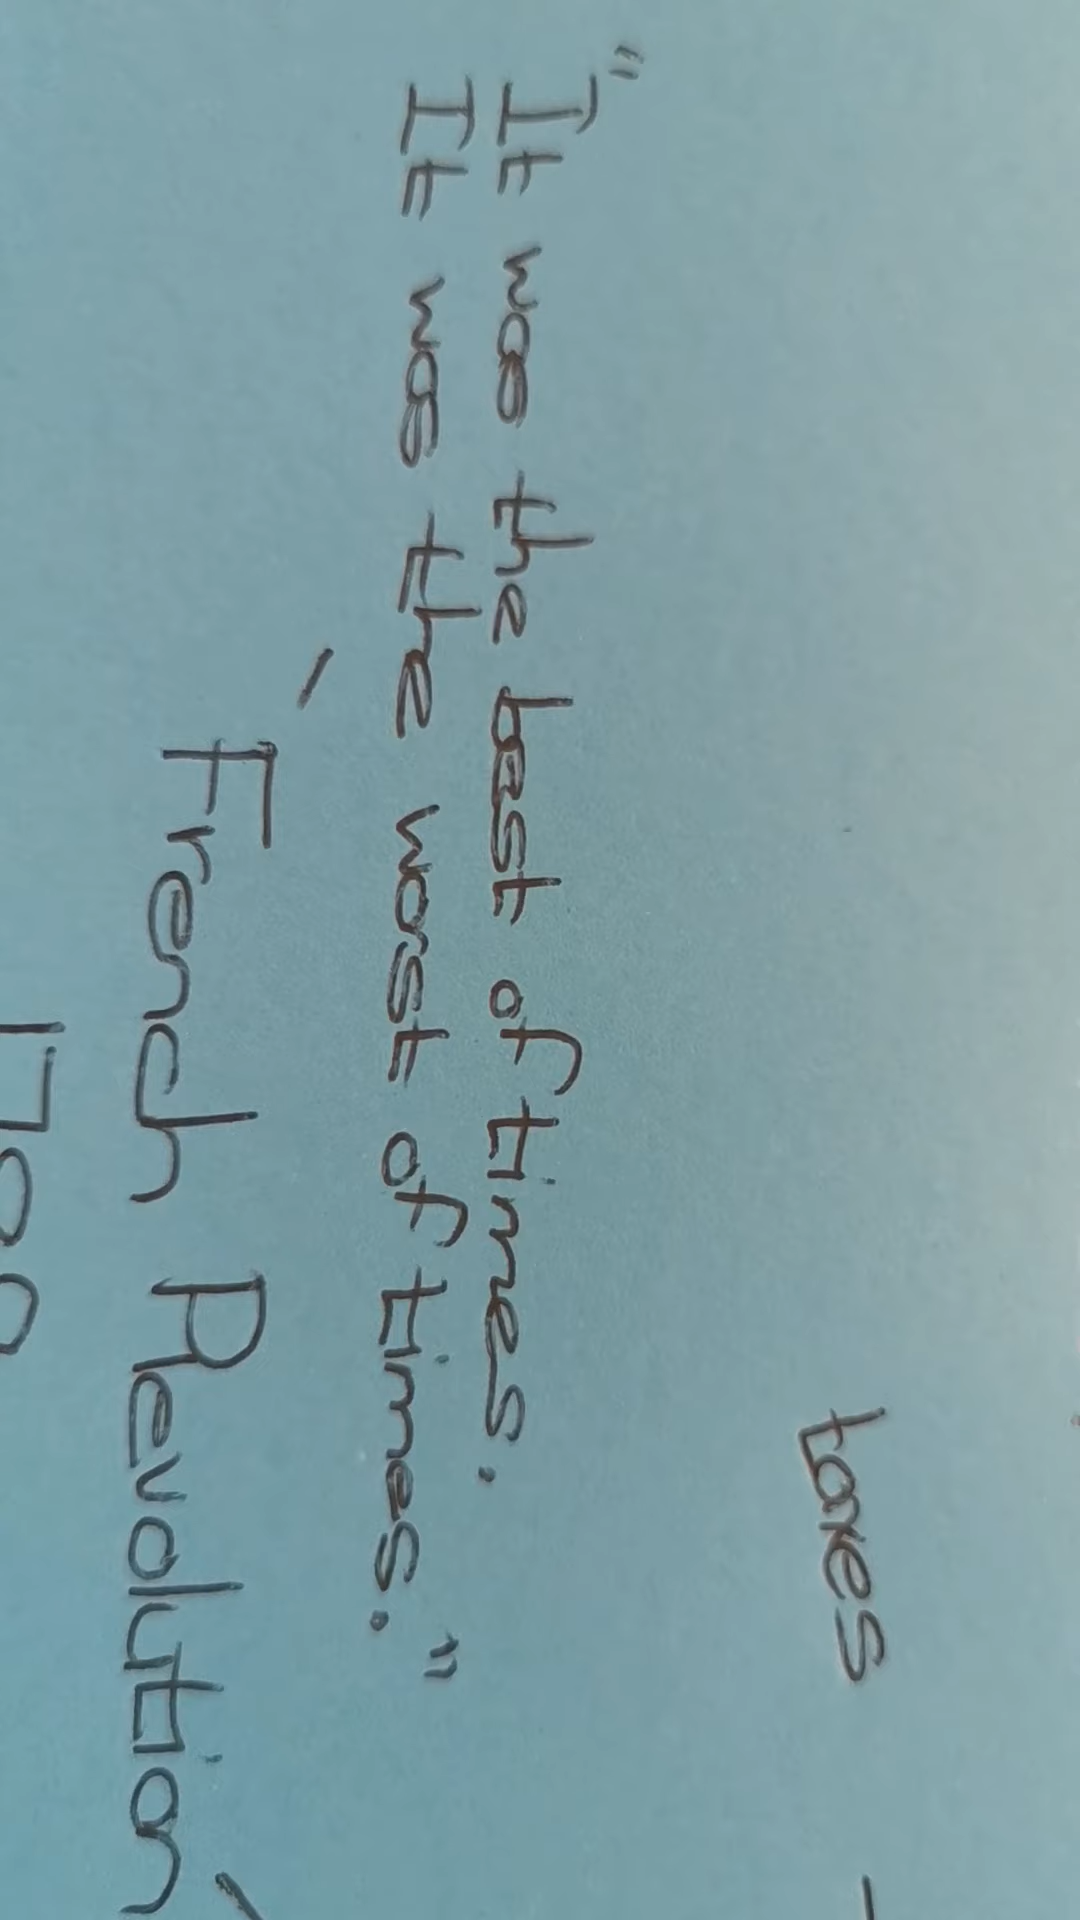 taxes
"It was the best of times.
It was the worst of times."
French Revolution